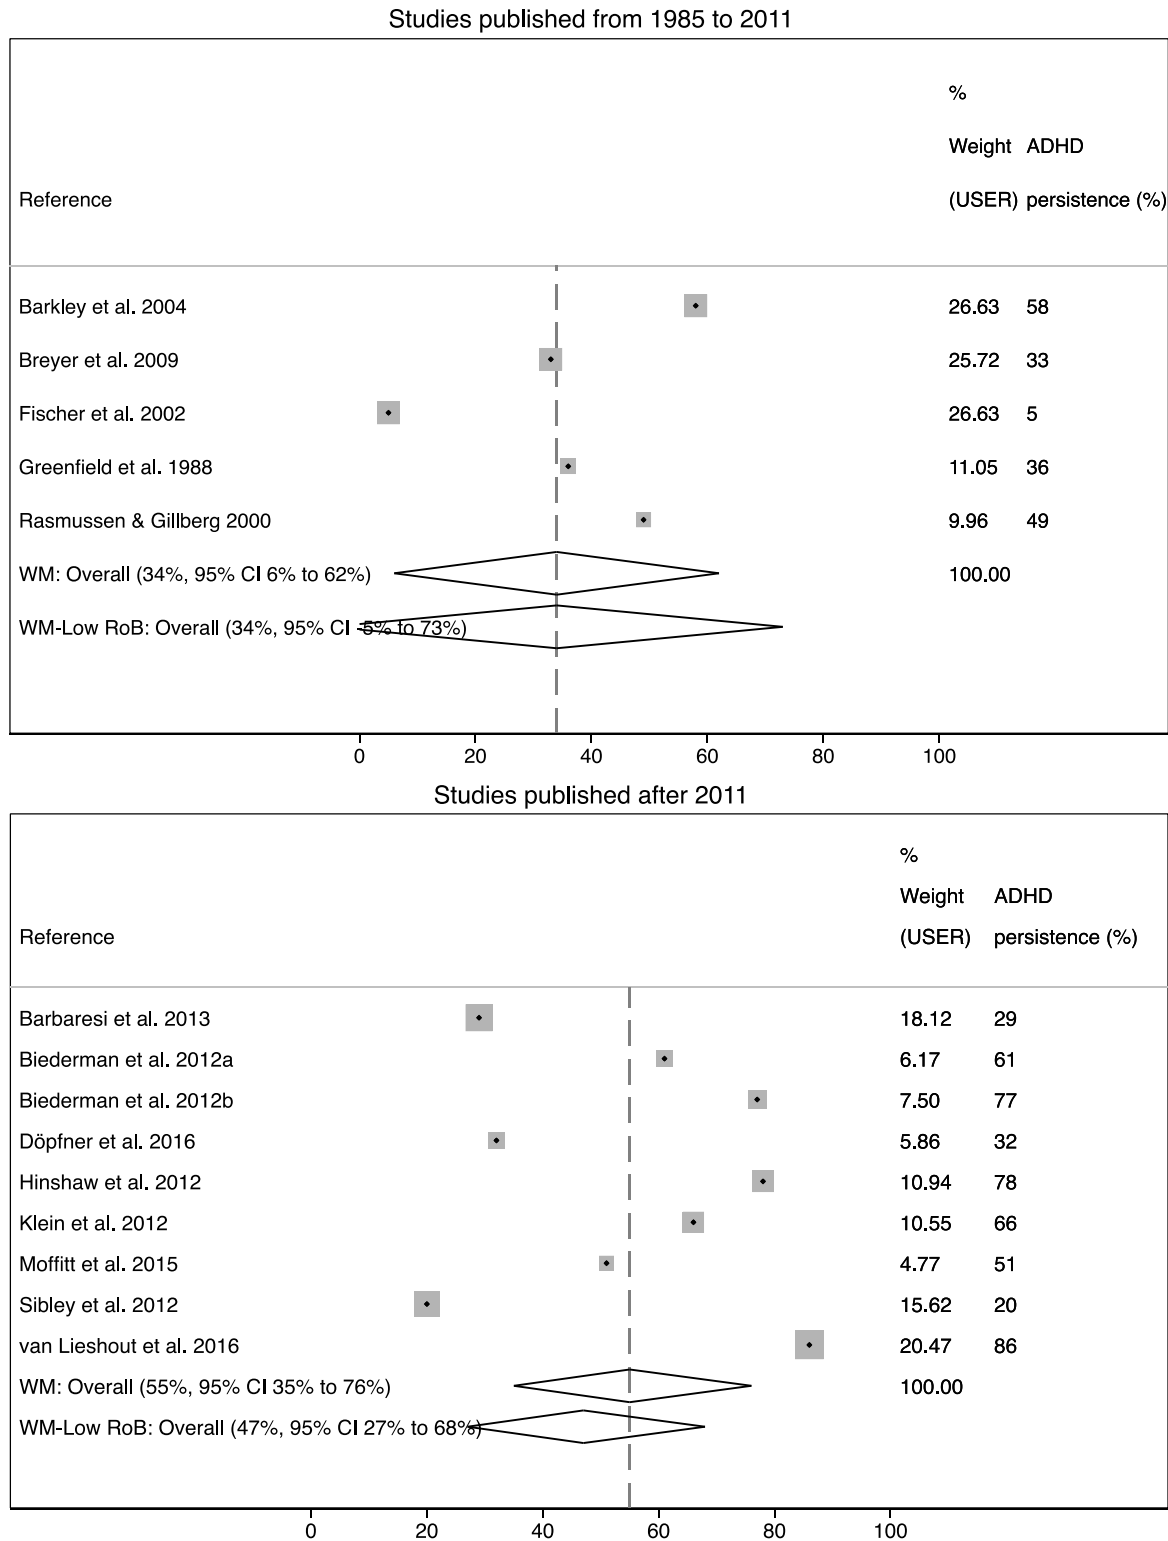 Studies published from 1985 to 2011
%
Weight ADHD
Reference (USER) persistence (%)
Barkley et al. 2004 26.63 58
Breyer et al. 2009 25.72 33
Fischer et al. 2002 26.63 5
Greenfield et al. 1988 11.05 36
Rasmussen & Gillberg 2000 9.96 49
WM: Overall (34%, 95% CI 6% to 62%) 100.00
WM-Low RoB: Overall (34%, 95% CI -5% to 73%)
0 20 40 60 80 100
Studies published after 2011
%
Weight ADHD
Reference (USER) persistence (%)
Barbaresi et al. 2013 18.12 29
Biederman et al. 2012a 6.17 61
Biederman et al. 2012b 7.50 77
Döpfner et al. 2016 5.86 32
Hinshaw et al. 2012 10.94 78
Klein et al. 2012 10.55 66
Moffitt et al. 2015 4.77 51
Sibley et al. 2012 15.62 20
van Lieshout et al. 2016 20.47 86
WM: Overall (55%, 95% CI 35% to 76%) 100.00
WM-Low RoB: Overall (47%, 95% CI 27% to 68%)
0 20 40 60 80 100